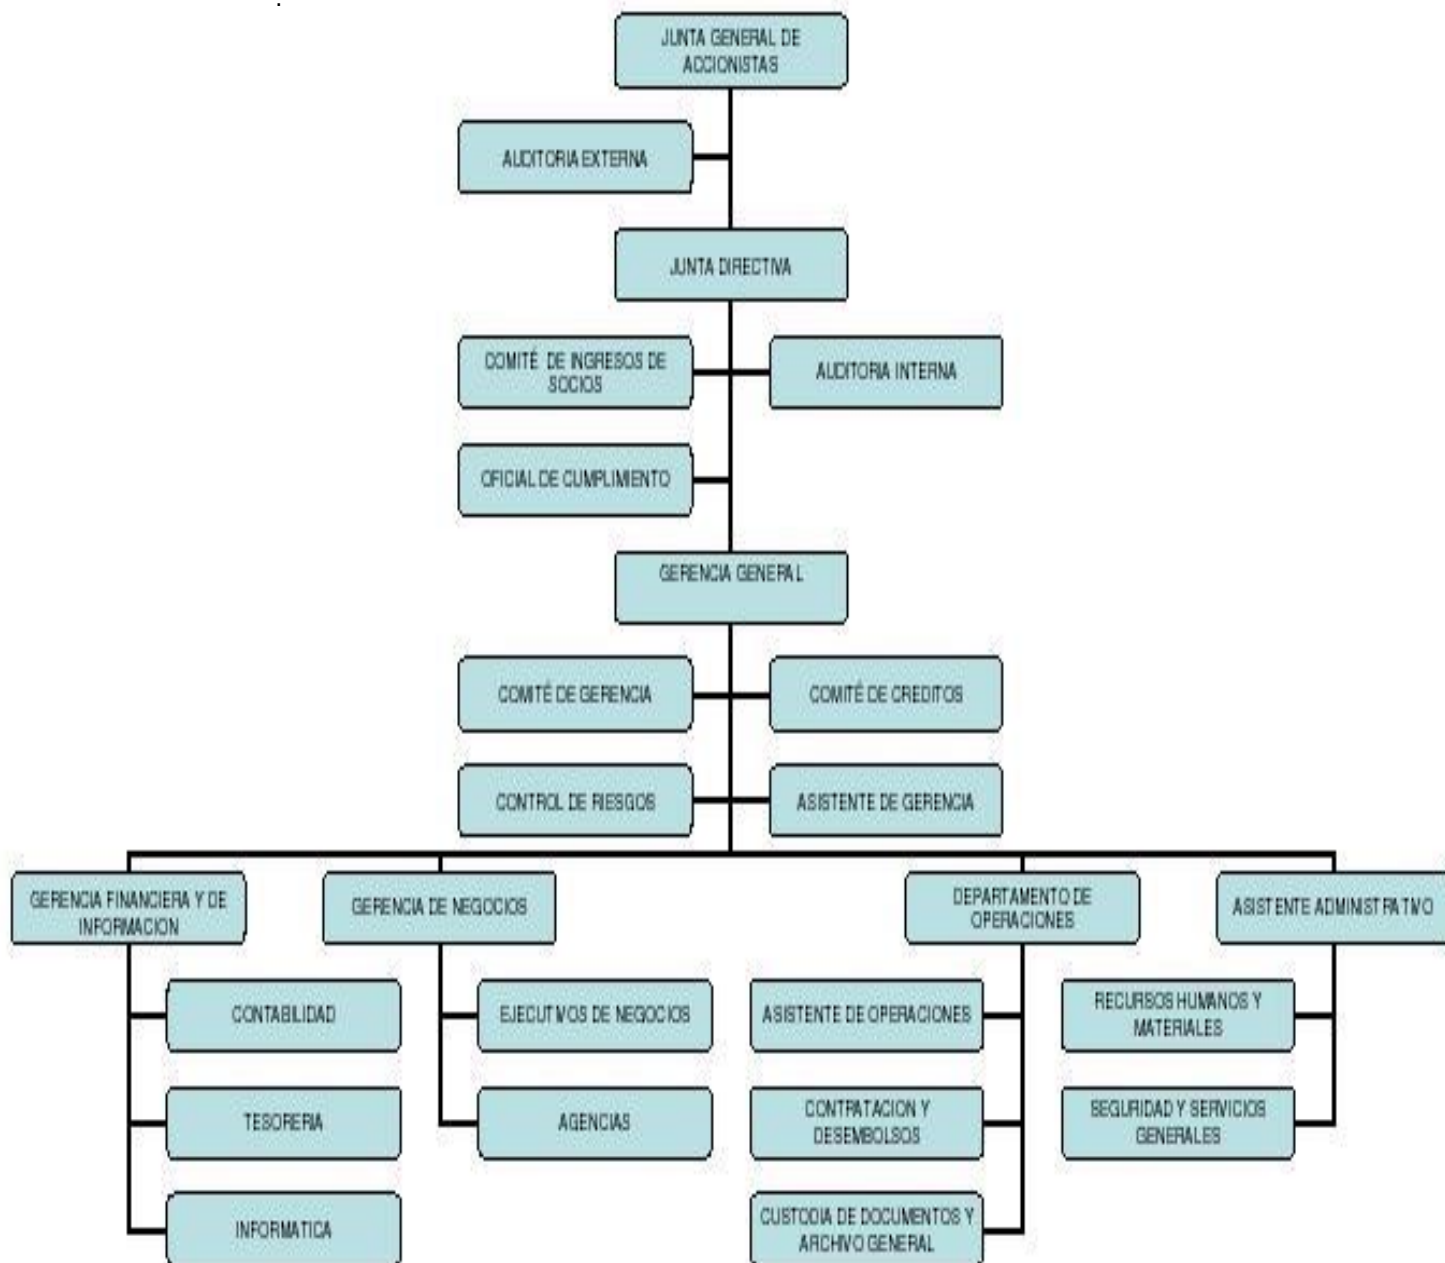 JUNTA GENERAL DE
ACCIONISTAS
AUDITORIA EXTERNA
JUNTA DIRECTIVA
COMITÉ DE INGRESOS DE
SOCIOS
AUDITORIA INTERNA
OFICIAL DE CUMPLIMIENTO
GERENCIA GENERAL
COMITÉ DE GERENCIA
COMITÉ DE CREDITOS
CONTROL DE RIESGOS
ASISTENTE DE GERENCIA
GERENCIA FINANCIERA Y DE
INFORMACION
GERENCIA DE NEGOCIOS
DEPARTAMENTO DE
OPERACIONES
ASISTENTE ADMINISTRATIVO
CONTABILIDAD
EJECUTIVOS DE NEGOCIOS
ASISTENTE DE OPERACIONES
RECURSOS HUMANOS Y
MATERIALES
TESORERIA
AGENCIAS
CONTRATACION Y
DESEMBOLSOS
SEGURIDAD Y SERVICIOS
GENERALES
INFORMATICA
CUSTODIA DE DOCUMENTOS Y
ARCHIVO GENERAL